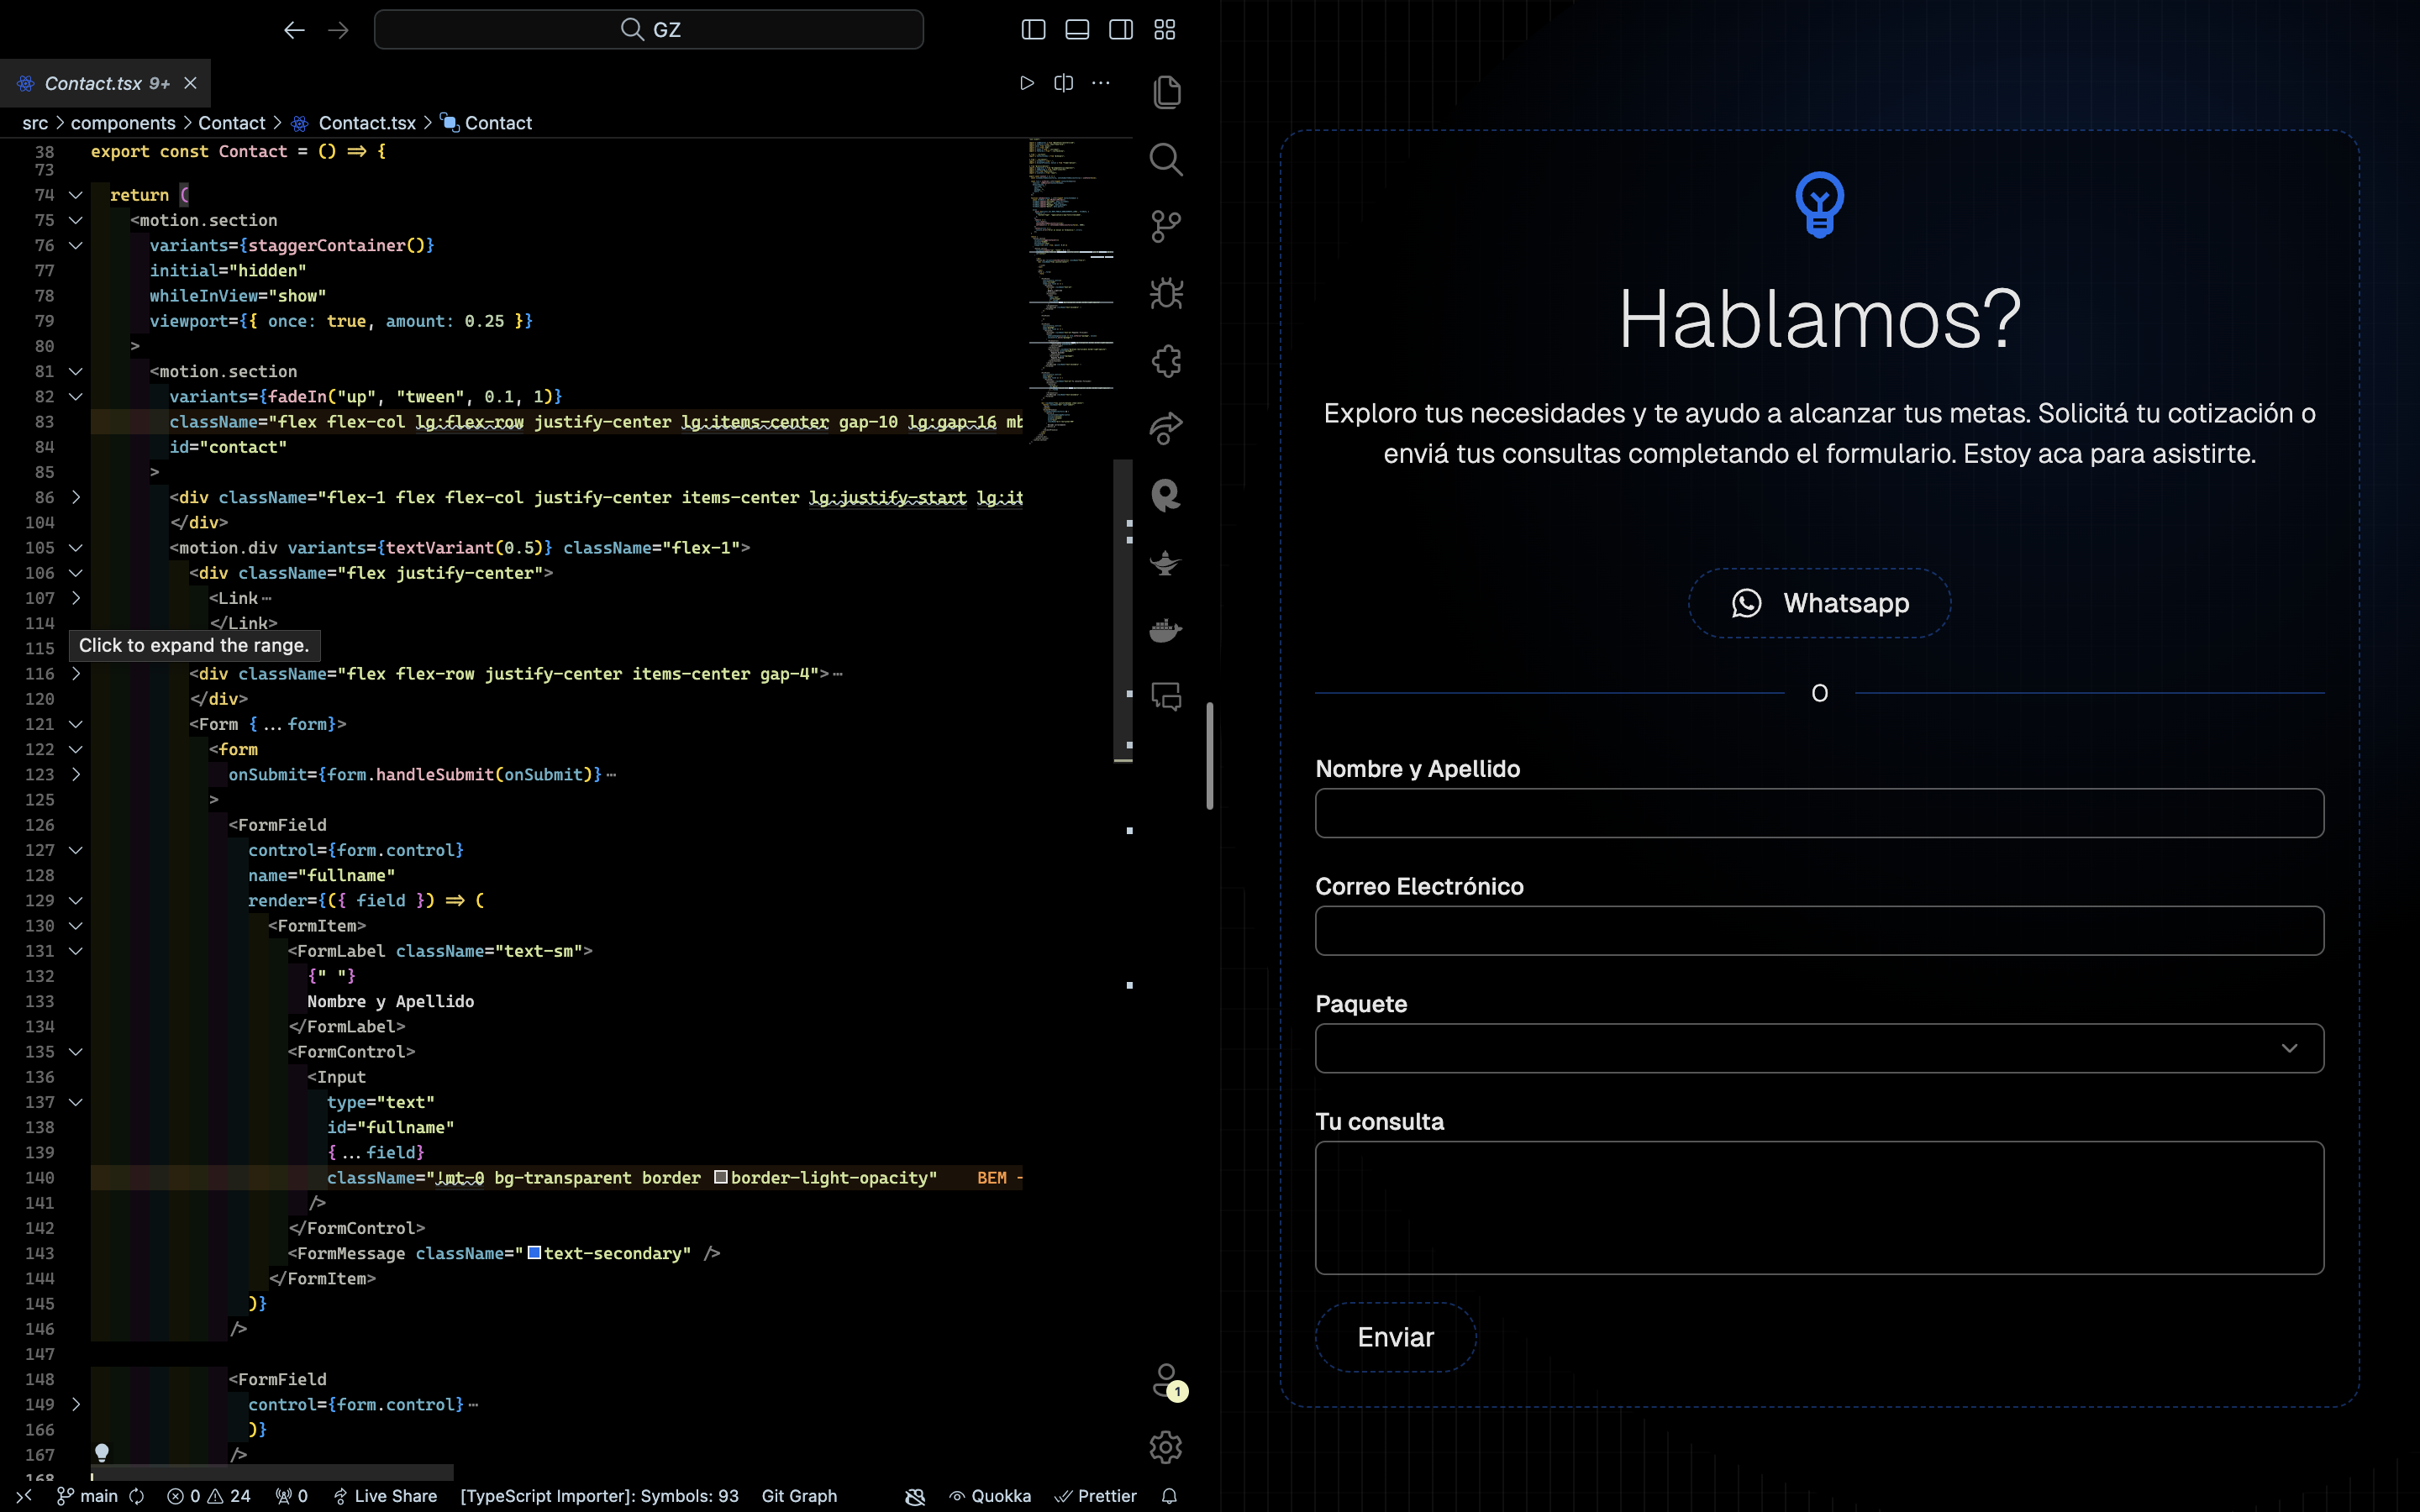 GZ
Contact.tsx 9+
src > components > Contact > Contact.tsx > Contact
38 export const Contact = () => {
73
74 return (
75 <motion.section
76 variants={staggerContainer()}
77 initial="hidden"
78 whileInView="show"
79 viewport={{ once: true, amount: 0.25 }}
80 >
81 <motion.section
82 variants={fadeIn("up", "tween", 0.1, 1)}
83 className="flex flex-col lg:flex-row justify-center lg:items-center gap-10 lg:gap-16 mb
84 id="contact"
85 >
86 <div className="flex-1 flex flex-col justify-center items-center lg:justify-start lg:it
104 </div>
105 <motion.div variants={textVariant(0.5)} className="flex-1">
106 <div className="flex justify-center">
107 <Link…
114 </Link>
115
Click to expand the range.
116 <div className="flex flex-row justify-center items-center gap-4">…
120 </div>
121 <Form {...form}>
122 <form
123 onSubmit={form.handleSubmit(onSubmit)}…
125 >
126 <FormField
127 control={form.control}
128 name="fullname"
129 render={({ field }) => (
130 <FormItem>
131 <FormLabel className="text-sm">
132 {" "}
133 Nombre y Apellido
134 </FormLabel>
135 <FormControl>
136 <Input
137 type="text"
138 id="fullname"
139 {...field}
140 className="!mt-0 bg-transparent border border-light-opacity" BEM -
141 />
142 </FormControl>
143 <FormMessage className="text-secondary" />
144 </FormItem>
145 )}
146 />
147
148 <FormField
149 control={form.control}…
166 )}
167 />
168
1
main 0 24 0 Live Share [TypeScript Importer]: Symbols: 93 Git Graph Quokka Prettier
Hablamos?
Exploro tus necesidades y te ayudo a alcanzar tus metas. Solicitá tu cotización o
enviá tus consultas completando el formulario. Estoy aca para asistirte.
Whatsapp
O
Nombre y Apellido
Correo Electrónico
Paquete
Tu consulta
Enviar